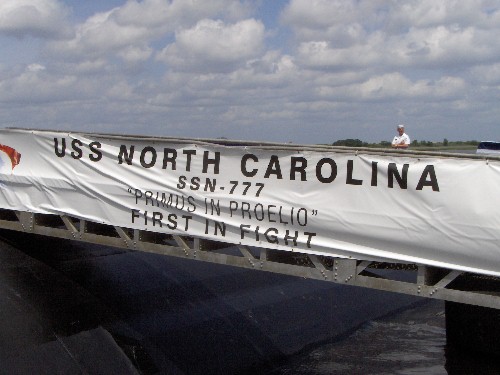 USS NORTH CAROLINA
SSN-777
"PRIMUS IN PROELIO"
FIRST IN FIGHT